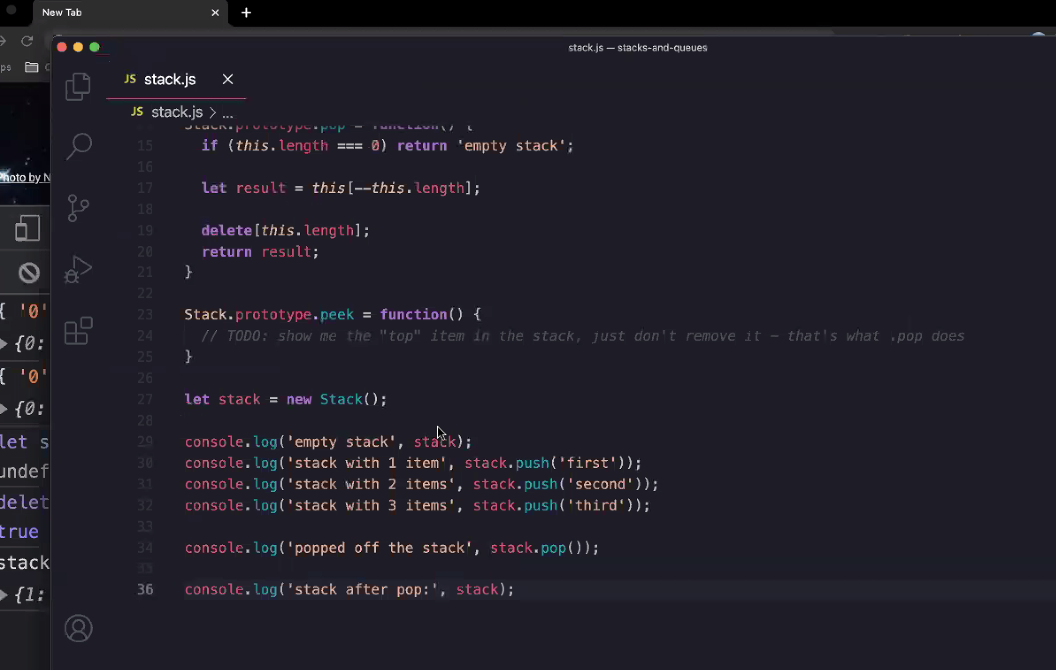 New Tab
stack.js — stacks-and-queues
ps
JS stack.js
JS stack.js > ...
Stack.prototype.pop = function() {
15 if (this.length === 0) return 'empty stack';
16
17 let result = this[--this.length];
18
19 delete[this.length];
20 return result;
21 }
22
23 Stack.prototype.peek = function() {
24 // TODO: show me the "top" item in the stack, just don't remove it — that's what .pop does
25 }
26
27 let stack = new Stack();
28
29 console.log('empty stack', stack);
30 console.log('stack with 1 item', stack.push('first'));
31 console.log('stack with 2 items', stack.push('second'));
32 console.log('stack with 3 items', stack.push('third'));
33
34 console.log('popped off the stack', stack.pop());
35
36 console.log('stack after pop:', stack);
hoto by N
{ '0'
{0:
{ '0'
{0:
let s
undef
delet
true
stack
{1: